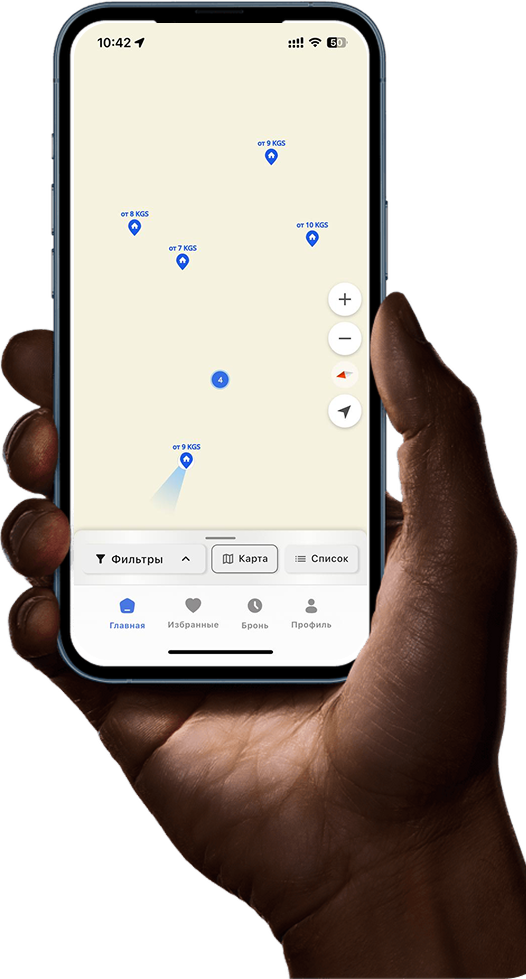 10:42
50
от 9 KGS
от 8 KGS
от 10 KGS
от 7 KGS
4
от 9 KGS
Фильтры
Карта
Список
Главная
Избранные
Бронь
Профиль